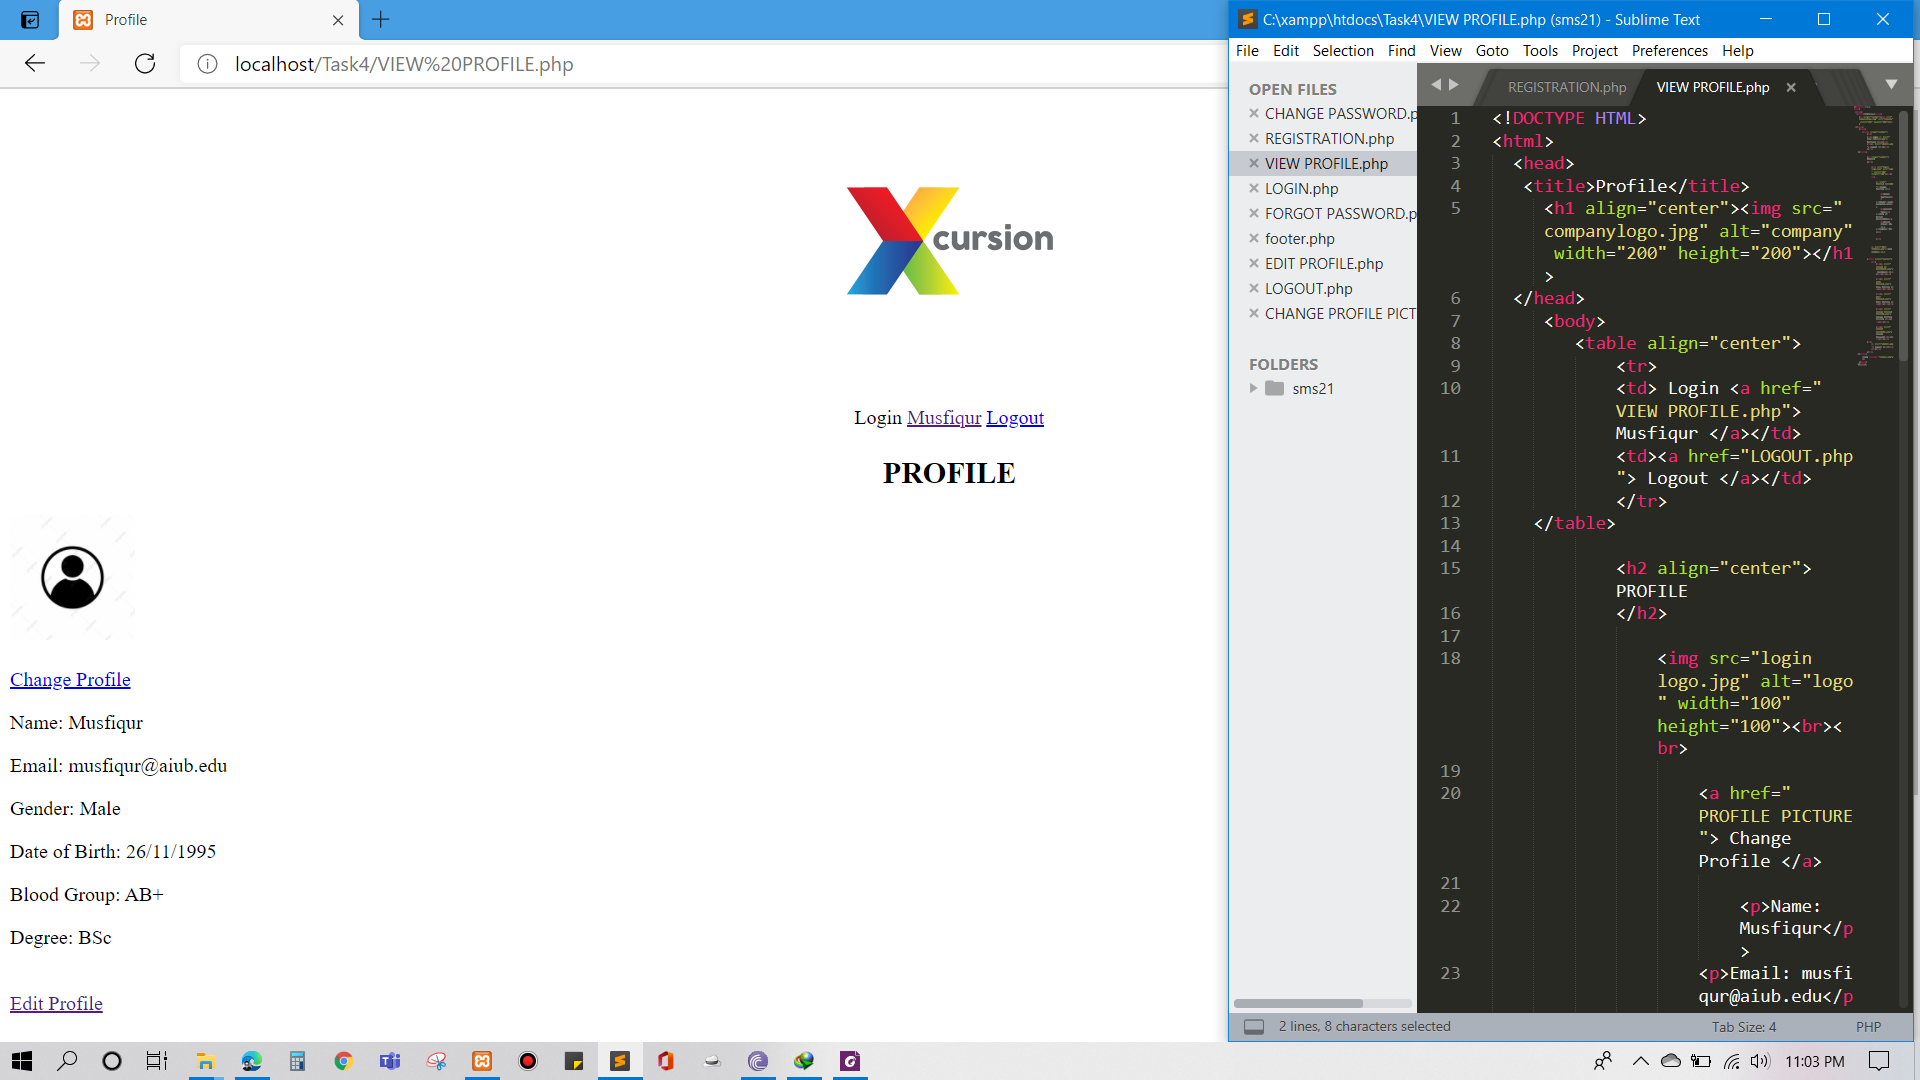 Profile
localhost/Task4/VIEW%20PROFILE.php
Xcursion
Login Musfiqur Logout
PROFILE
Change Profile
Name: Musfiqur
Email: musfiqur@aiub.edu
Gender: Male
Date of Birth: 26/11/1995
Blood Group: AB+
Degree: BSc
Edit Profile
C:\xampp\htdocs\Task4\VIEW PROFILE.php (sms21) - Sublime Text
File Edit Selection Find View Goto Tools Project Preferences Help
OPEN FILES
CHANGE PASSWORD.p
REGISTRATION.php
VIEW PROFILE.php
LOGIN.php
FORGOT PASSWORD.p
footer.php
EDIT PROFILE.php
LOGOUT.php
CHANGE PROFILE PICT
FOLDERS
sms21
REGISTRATION.php VIEW PROFILE.php
1 <!DOCTYPE HTML>
2 <html>
3 <head>
4 <title>Profile</title>
5 <h1 align="center"><img src="
companylogo.jpg" alt="company"
width="200" height="200"></h1
>
6 </head>
7 <body>
8 <table align="center">
9 <tr>
10 <td> Login <a href="
VIEW PROFILE.php">
Musfiqur </a></td>
11 <td><a href="LOGOUT.php
"> Logout </a></td>
12 </tr>
13 </table>
14
15 <h2 align="center">
PROFILE
16 </h2>
17
18 <img src="login
logo.jpg" alt="logo
" width="100"
height="100"><br><
br>
19
20 <a href="
PROFILE PICTURE
"> Change
Profile </a>
21
22 <p>Name:
Musfiqur</p
>
23 <p>Email: musfi
qur@aiub.edu</p
2 lines, 8 characters selected
Tab Size: 4
PHP
11:03 PM